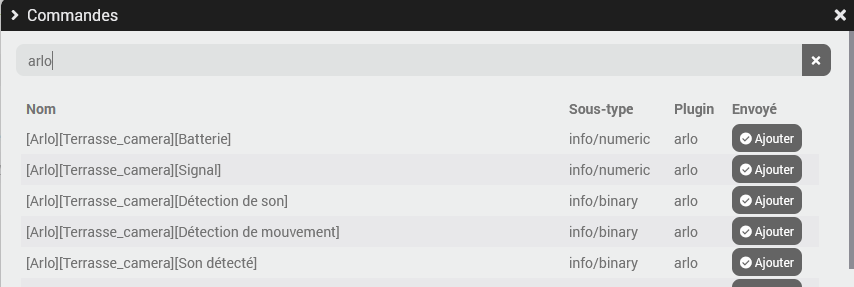 Commandes
arlo
Nom Sous-type Plugin Envoyé
[Arlo][Terrasse_camera][Batterie] info/numeric arlo Ajouter
[Arlo][Terrasse_camera][Signal] info/numeric arlo Ajouter
[Arlo][Terrasse_camera][Détection de son] info/binary arlo Ajouter
[Arlo][Terrasse_camera][Détection de mouvement] info/binary arlo Ajouter
[Arlo][Terrasse_camera][Son détecté] info/binary arlo Ajouter